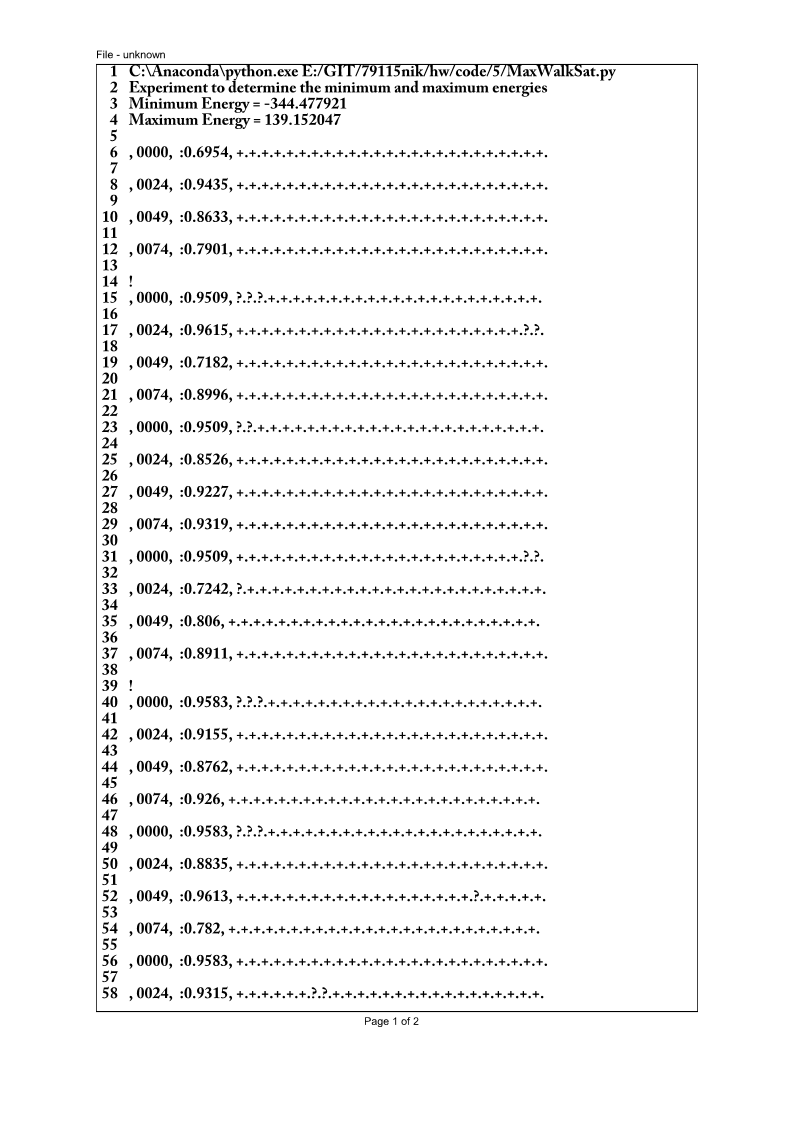 File - unknown
1 C:\Anaconda\python.exe E:/GIT/79115nik/hw/code/5/MaxWalkSat.py
2 Experiment to determine the minimum and maximum energies
3 Minimum Energy = -344.477921
4 Maximum Energy = 139.152047
5
6 , 0000, :0.6954, +.+.+.+.+.+.+.+.+.+.+.+.+.+.+.+.+.+.+.+.+.+.+.+.+.
7
8 , 0024, :0.9435, +.+.+.+.+.+.+.+.+.+.+.+.+.+.+.+.+.+.+.+.+.+.+.+.+.
9
10 , 0049, :0.8633, +.+.+.+.+.+.+.+.+.+.+.+.+.+.+.+.+.+.+.+.+.+.+.+.+.
11
12 , 0074, :0.7901, +.+.+.+.+.+.+.+.+.+.+.+.+.+.+.+.+.+.+.+.+.+.+.+.+.
13
14 !
15 , 0000, :0.9509, ?.?.?.+.+.+.+.+.+.+.+.+.+.+.+.+.+.+.+.+.+.+.+.+.+.
16
17 , 0024, :0.9615, +.+.+.+.+.+.+.+.+.+.+.+.+.+.+.+.+.+.+.+.+.+.+.?.?.
18
19 , 0049, :0.7182, +.+.+.+.+.+.+.+.+.+.+.+.+.+.+.+.+.+.+.+.+.+.+.+.+.
20
21 , 0074, :0.8996, +.+.+.+.+.+.+.+.+.+.+.+.+.+.+.+.+.+.+.+.+.+.+.+.+.
22
23 , 0000, :0.9509, ?.?.+.+.+.+.+.+.+.+.+.+.+.+.+.+.+.+.+.+.+.+.+.+.+.
24
25 , 0024, :0.8526, +.+.+.+.+.+.+.+.+.+.+.+.+.+.+.+.+.+.+.+.+.+.+.+.+.
26
27 , 0049, :0.9227, +.+.+.+.+.+.+.+.+.+.+.+.+.+.+.+.+.+.+.+.+.+.+.+.+.
28
29 , 0074, :0.9319, +.+.+.+.+.+.+.+.+.+.+.+.+.+.+.+.+.+.+.+.+.+.+.+.+.
30
31 , 0000, :0.9509, +.+.+.+.+.+.+.+.+.+.+.+.+.+.+.+.+.+.+.+.+.+.+.?.?.
32
33 , 0024, :0.7242, ?.+.+.+.+.+.+.+.+.+.+.+.+.+.+.+.+.+.+.+.+.+.+.+.+.
34
35 , 0049, :0.806, +.+.+.+.+.+.+.+.+.+.+.+.+.+.+.+.+.+.+.+.+.+.+.+.+.
36
37 , 0074, :0.8911, +.+.+.+.+.+.+.+.+.+.+.+.+.+.+.+.+.+.+.+.+.+.+.+.+.
38
39 !
40 , 0000, :0.9583, ?.?.?.+.+.+.+.+.+.+.+.+.+.+.+.+.+.+.+.+.+.+.+.+.+.
41
42 , 0024, :0.9155, +.+.+.+.+.+.+.+.+.+.+.+.+.+.+.+.+.+.+.+.+.+.+.+.+.
43
44 , 0049, :0.8762, +.+.+.+.+.+.+.+.+.+.+.+.+.+.+.+.+.+.+.+.+.+.+.+.+.
45
46 , 0074, :0.926, +.+.+.+.+.+.+.+.+.+.+.+.+.+.+.+.+.+.+.+.+.+.+.+.+.
47
48 , 0000, :0.9583, ?.?.?.+.+.+.+.+.+.+.+.+.+.+.+.+.+.+.+.+.+.+.+.+.+.
49
50 , 0024, :0.8835, +.+.+.+.+.+.+.+.+.+.+.+.+.+.+.+.+.+.+.+.+.+.+.+.+.
51
52 , 0049, :0.9613, +.+.+.+.+.+.+.+.+.+.+.+.+.+.+.+.+.+.+.?.+.+.+.+.+.
53
54 , 0074, :0.782, +.+.+.+.+.+.+.+.+.+.+.+.+.+.+.+.+.+.+.+.+.+.+.+.+.
55
56 , 0000, :0.9583, +.+.+.+.+.+.+.+.+.+.+.+.+.+.+.+.+.+.+.+.+.+.+.+.+.
57
58 , 0024, :0.9315, +.+.+.+.+.+.?.?.+.+.+.+.+.+.+.+.+.+.+.+.+.+.+.+.+.
Page 1 of 2